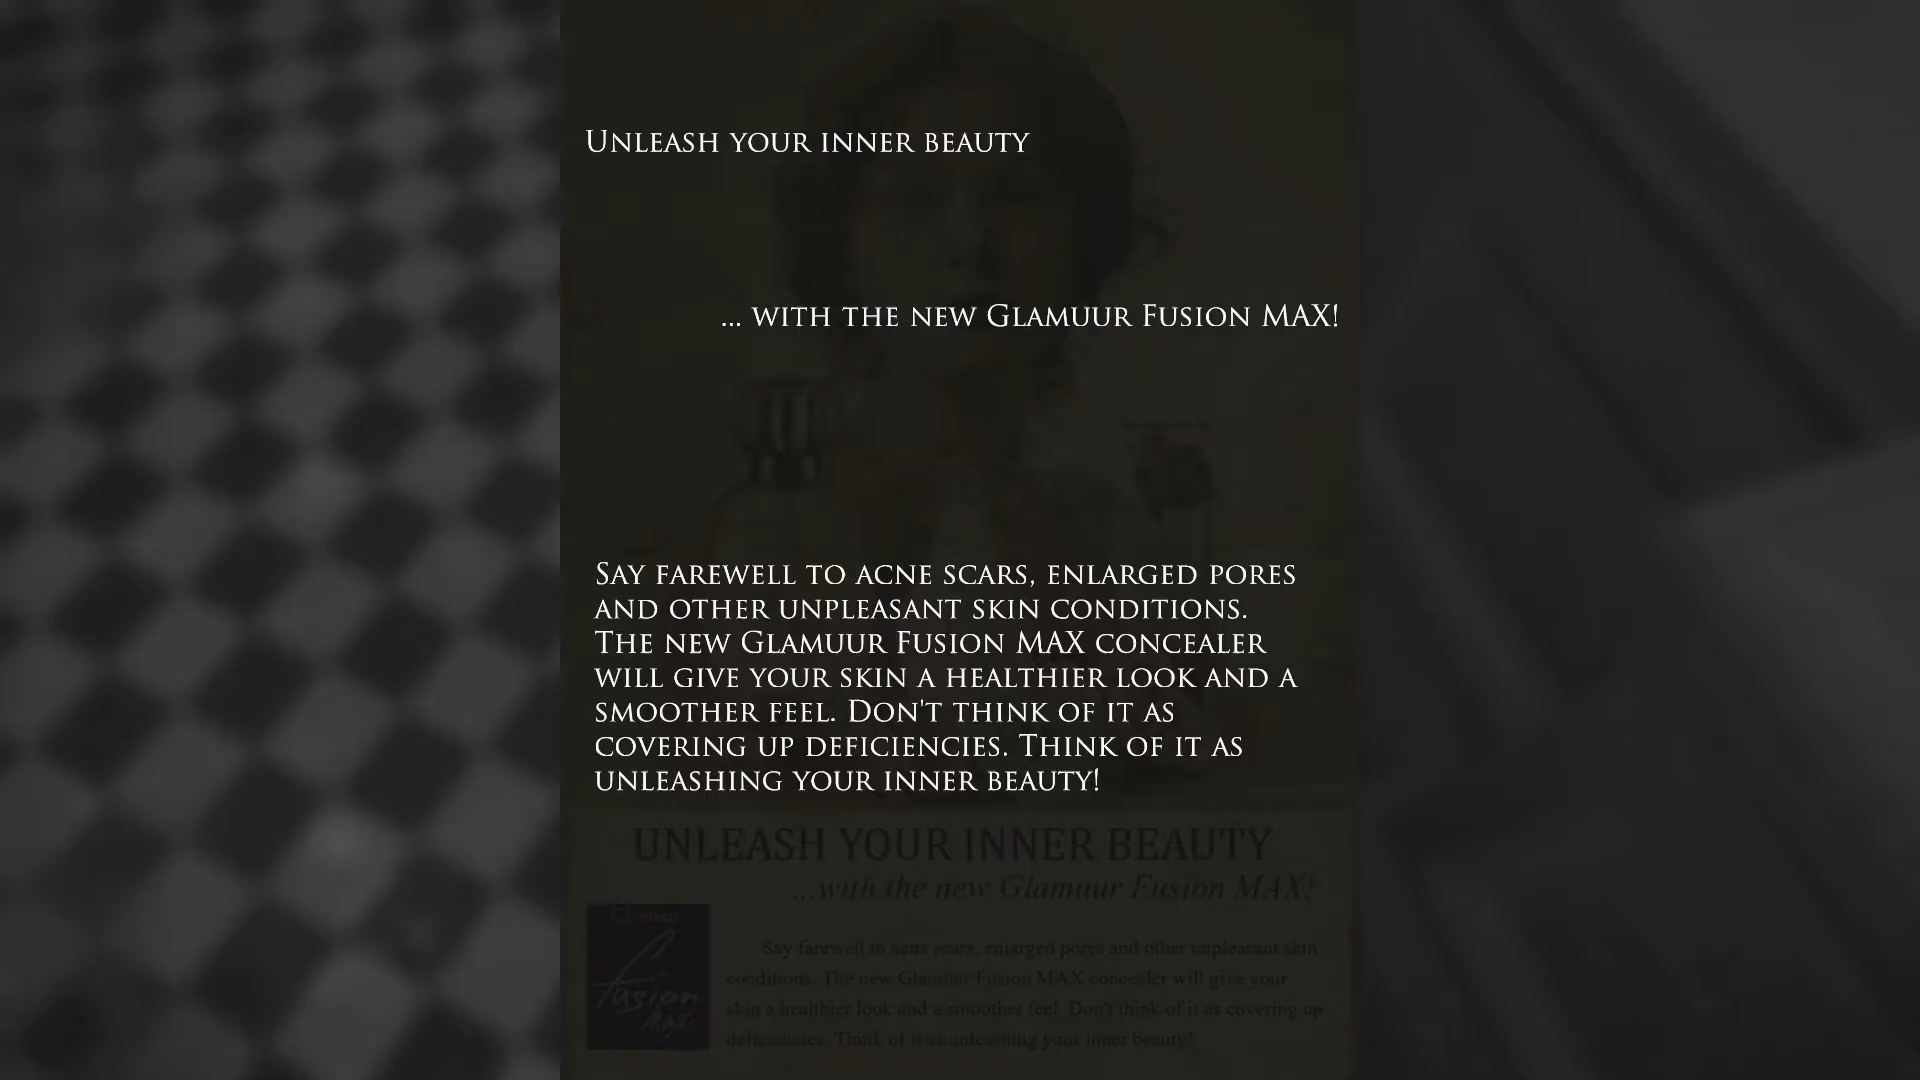 Unleash your inner beauty
... with the new Glamuur Fusion MAX!
Say farewell to acne scars, enlarged pores
and other unpleasant skin conditions.
The new Glamuur Fusion MAX concealer
will give your skin a healthier look and a
smoother feel. Don't think of it as
covering up deficiencies. Think of it as
unleashing your inner beauty!
UNLEASH YOUR INNER BEAUTY
...with the new Glamuur Fusion MAX!
Glamuur
fusion
MAX
Say farewell to acne scars, enlarged pores and other unpleasant skin
conditions. The new Glamuur Fusion MAX concealer will give your
skin a healthier look and a smoother feel. Don't think of it as covering up
deficiencies. Think of it as unleashing your inner beauty!